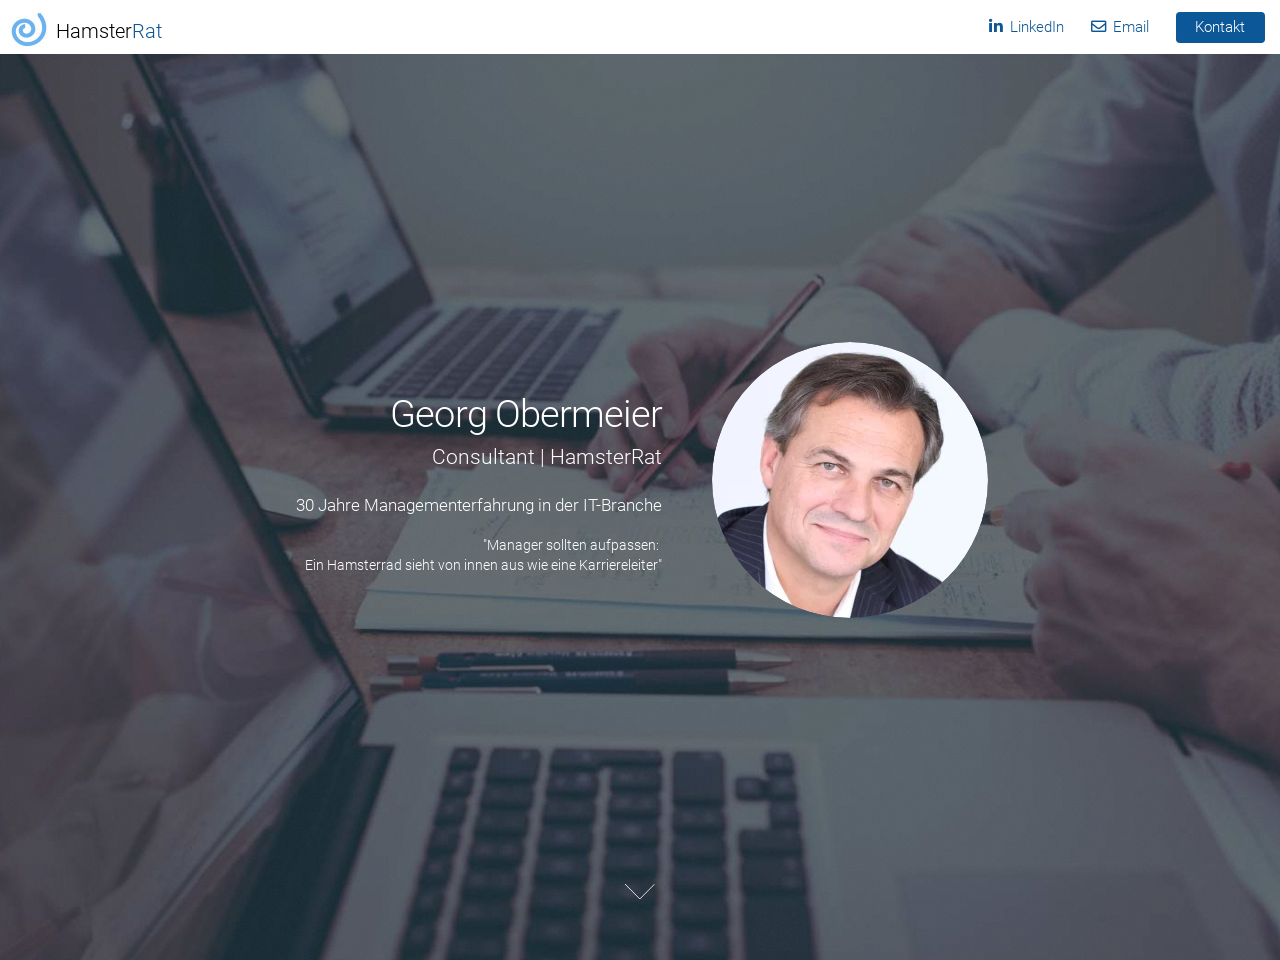 HamsterRat
LinkedIn
Email
Kontakt
Georg Obermeier
Consultant | HamsterRat
30 Jahre Managementerfahrung in der IT-Branche
"Manager sollten aufpassen:
Ein Hamsterrad sieht von innen aus wie eine Karriereleiter"